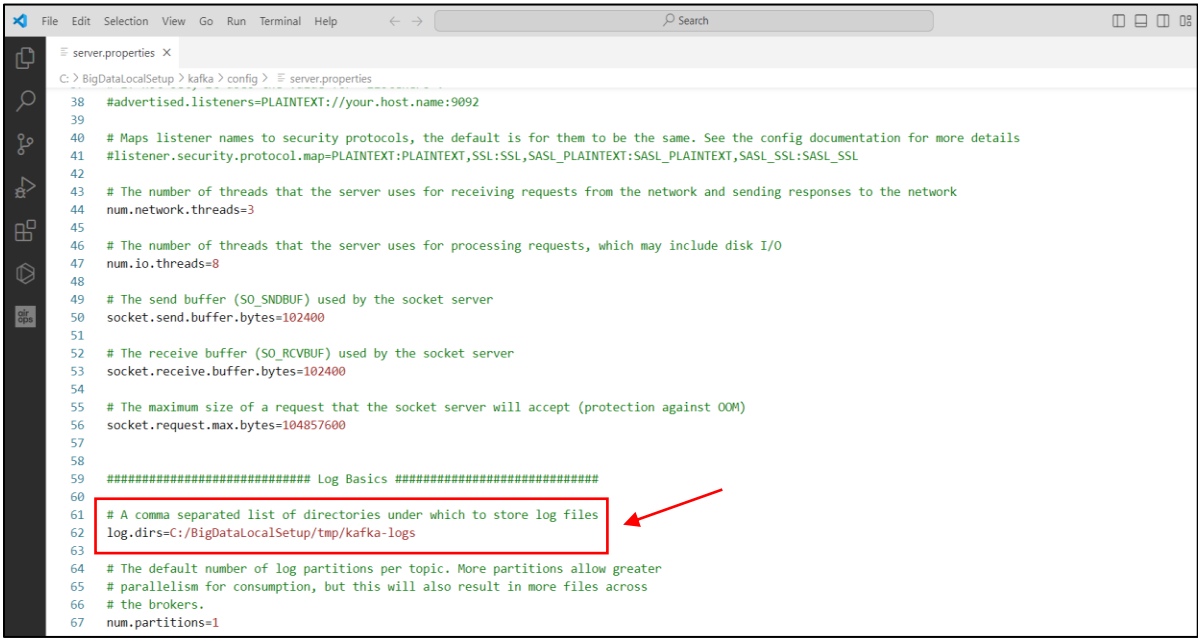 File Edit Selection View Go Run Terminal Help Search
server.properties
C: > BigDataLocalSetup > kafka > config > server.properties
38 #advertised.listeners=PLAINTEXT://your.host.name:9092
39
40 # Maps listener names to security protocols, the default is for them to be the same. See the config documentation for more details
41 #listener.security.protocol.map=PLAINTEXT:PLAINTEXT,SSL:SSL,SASL_PLAINTEXT:SASL_PLAINTEXT,SASL_SSL:SASL_SSL
42
43 # The number of threads that the server uses for receiving requests from the network and sending responses to the network
44 num.network.threads=3
45
46 # The number of threads that the server uses for processing requests, which may include disk I/O
47 num.io.threads=8
48
49 # The send buffer (SO_SNDBUF) used by the socket server
50 socket.send.buffer.bytes=102400
51
52 # The receive buffer (SO_RCVBUF) used by the socket server
53 socket.receive.buffer.bytes=102400
54
55 # The maximum size of a request that the socket server will accept (protection against OOM)
56 socket.request.max.bytes=104857600
57
58
59 ############################# Log Basics #############################
60
61 # A comma separated list of directories under which to store log files
62 log.dirs=C:/BigDataLocalSetup/tmp/kafka-logs
63
64 # The default number of log partitions per topic. More partitions allow greater
65 # parallelism for consumption, but this will also result in more files across
66 # the brokers.
67 num.partitions=1
air
ops